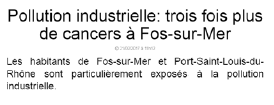 Pollution industrielle: trois fois plus
de cancers à Fos-sur-Mer
Les habitants de Fos-sur-Mer et Port-Saint-Louis-du-
Rhône sont particulièrement exposés à la pollution
industrielle.